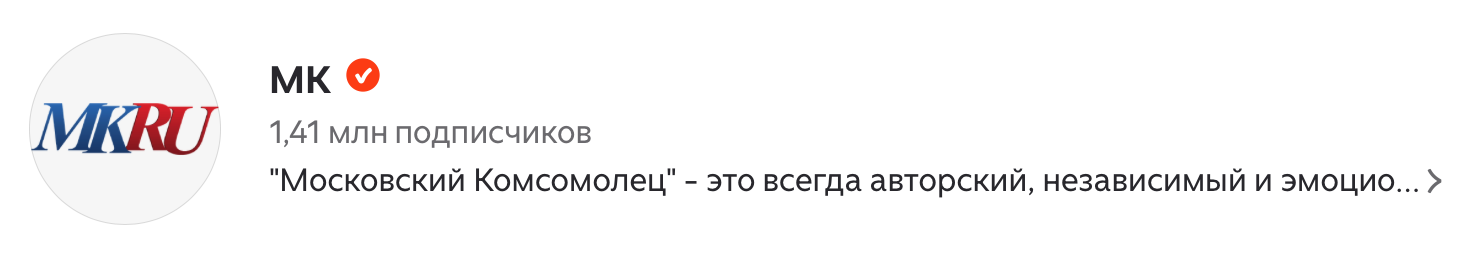 MKRU
МК
1,41 млн подписчиков
"Московский Комсомолец" - это всегда авторский, независимый и эмоцио...